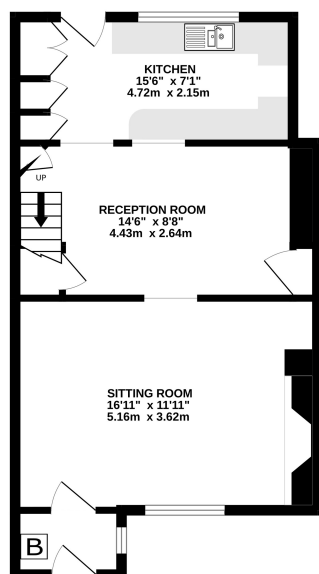 KITCHEN
15'6" x 7'1"
4.72m x 2.15m
UP
RECEPTION ROOM
14'6" x 8'8"
4.43m x 2.64m
SITTING ROOM
16'11" x 11'11"
5.16m x 3.62m
B